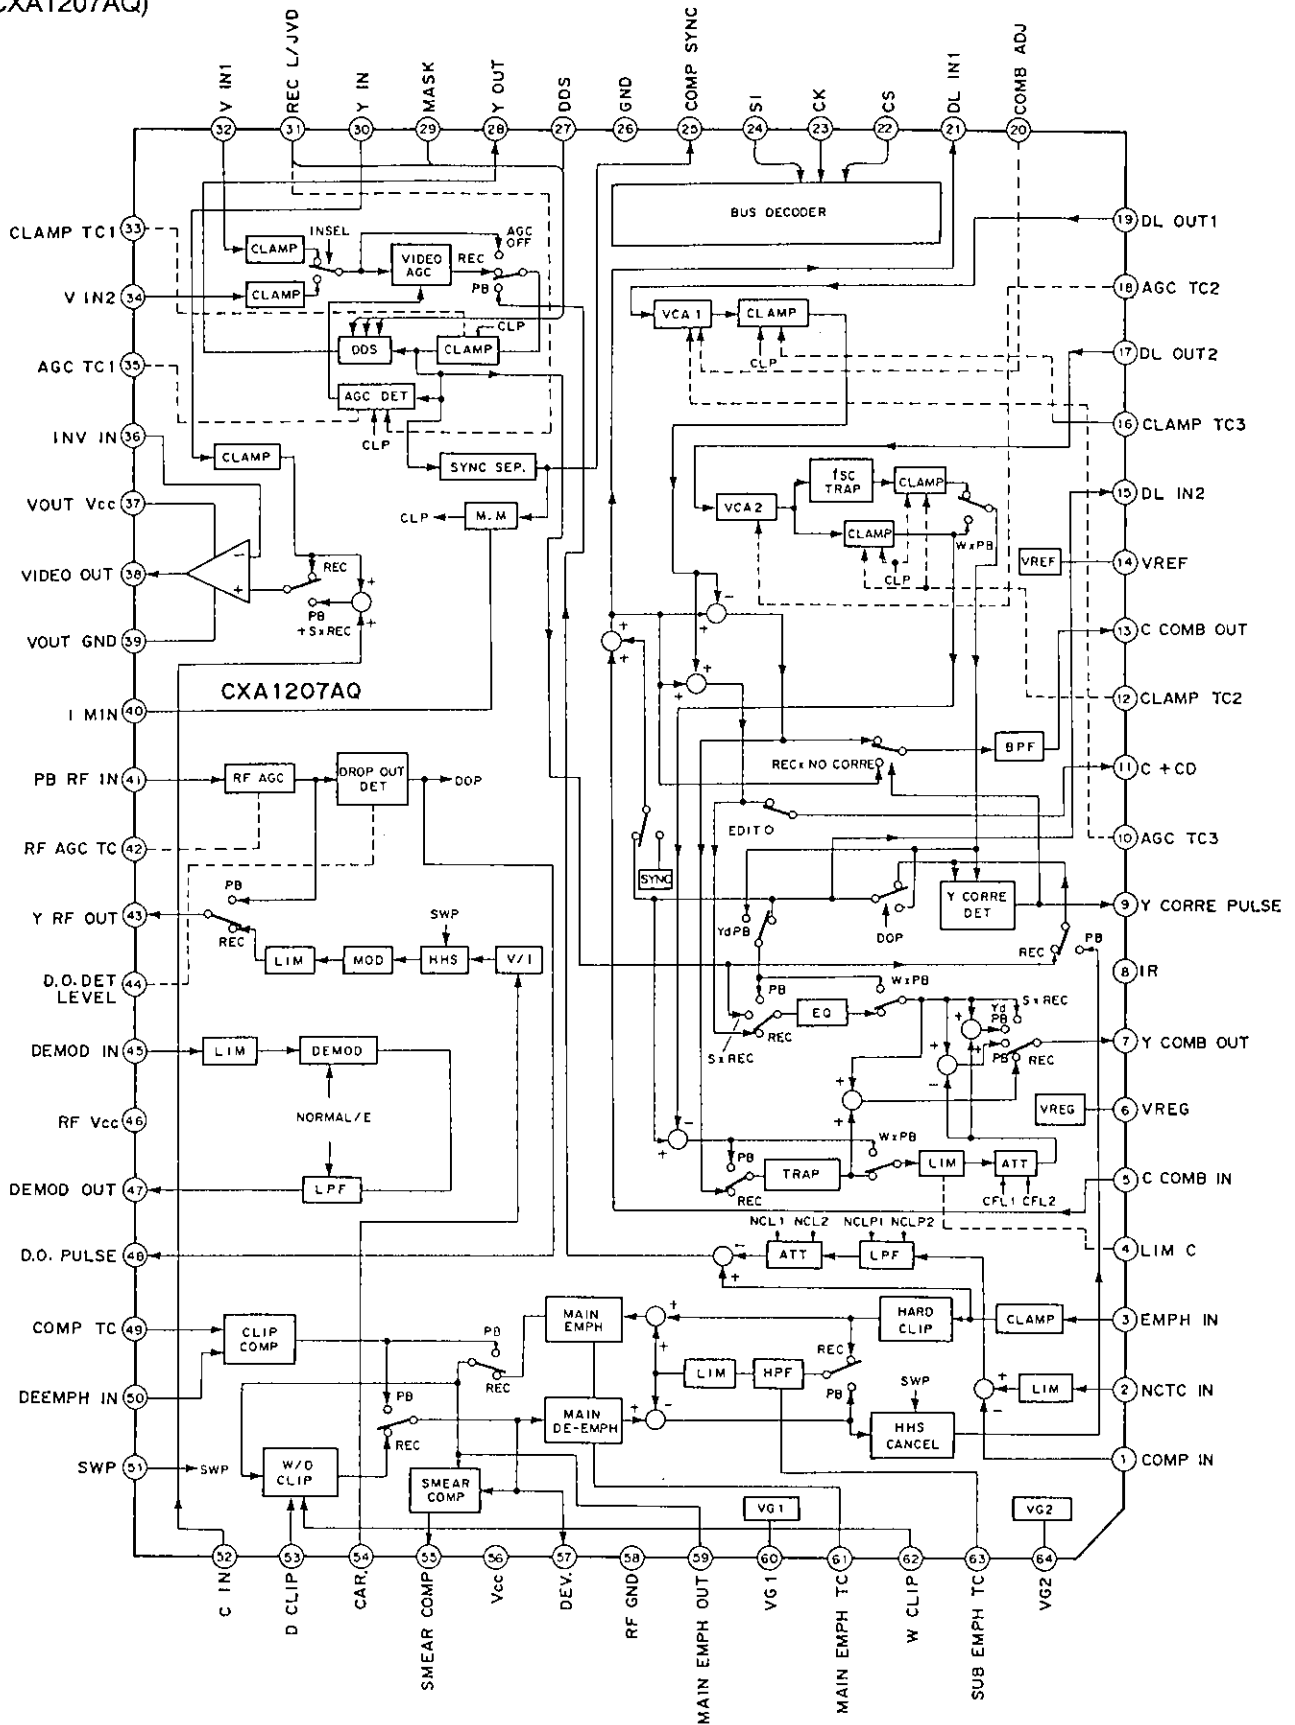 CXA1207AQ)
V IN1
REC L/JVD
Y IN
MASK
Y OUT
DDS
GND
COMP SYNC
SI
CK
CS
DL IN1
COMB ADJ
32 31 30 29 28 27 26 25 24 23 22 21 20
CLAMP TC1 33
V IN2 34
AGC TC1 35
INV IN 36
VOUT Vcc 37
VIDEO OUT 38
VOUT GND 39
I MIN 40
PB RF IN 41
RF AGC TC 42
Y RF OUT 43
D.O. DET
LEVEL 44
DEMOD IN 45
RF Vcc 46
DEMOD OUT 47
D.O. PULSE 48
COMP TC 49
DEEMPH IN 50
SWP 51
19 DL OUT1
18 AGC TC2
17 DL OUT2
16 CLAMP TC3
15 DL IN2
14 VREF
13 C COMB OUT
12 CLAMP TC2
11 C + CD
10 AGC TC3
9 Y CORRE PULSE
8 IR
7 Y COMB OUT
6 VREG
5 C COMB IN
4 LIM C
3 EMPH IN
2 NCTC IN
1 COMP IN
BUS DECODER
CLAMP
INSEL
VIDEO
AGC
REC
AGC
OFF
PB
CLAMP
CLP
DDS
CLAMP
AGC DET
CLP
CLAMP
SYNC SEP.
CLP
M.M
−
+
REC
+
+
PB
+ SxREC
CXA1207AQ
VCA 1
CLAMP
CLP
fSC
TRAP
CLAMP
VCA2
CLAMP
WxPB
CLP
VREF
−
+
+
+
+
+
BPF
RECx NO CORRE
EDIT
SYNC
RF AGC
DROP OUT
DET
DOP
PB
REC
SWP
LIM
MOD
HHS
V/I
LIM
DEMOD
NORMAL/E
LPF
YdPB
DOP
Y CORRE
DET
REC
PB
PB
WxPB
EQ
SxREC
REC
Yd
PB
SxREC
PB
REC
+
+
+
−
+
+
VREG
−
+
PB
WxPB
TRAP
LIM
ATT
REC
CFL1 CFL2
NCL1 NCL2
NCLP1 NCLP2
ATT
LPF
−
+
MAIN
EMPH
+
+
HARD
CLIP
CLAMP
REC
LIM
HPF
PB
SWP
+
LIM
−
MAIN
DE-EMPH
+
−
HHS
CANCEL
CLIP
COMP
PB
REC
PB
REC
SWP
W/D
CLIP
SMEAR
COMP
VG1
VG2
52 53 54 55 56 57 58 59 60 61 62 63 64
C IN
D CLIP
CAR.
SMEAR COMP
Vcc
DEV.
RF GND
MAIN EMPH OUT
VG1
MAIN EMPH TC
W CLIP
SUB EMPH TC
VG2